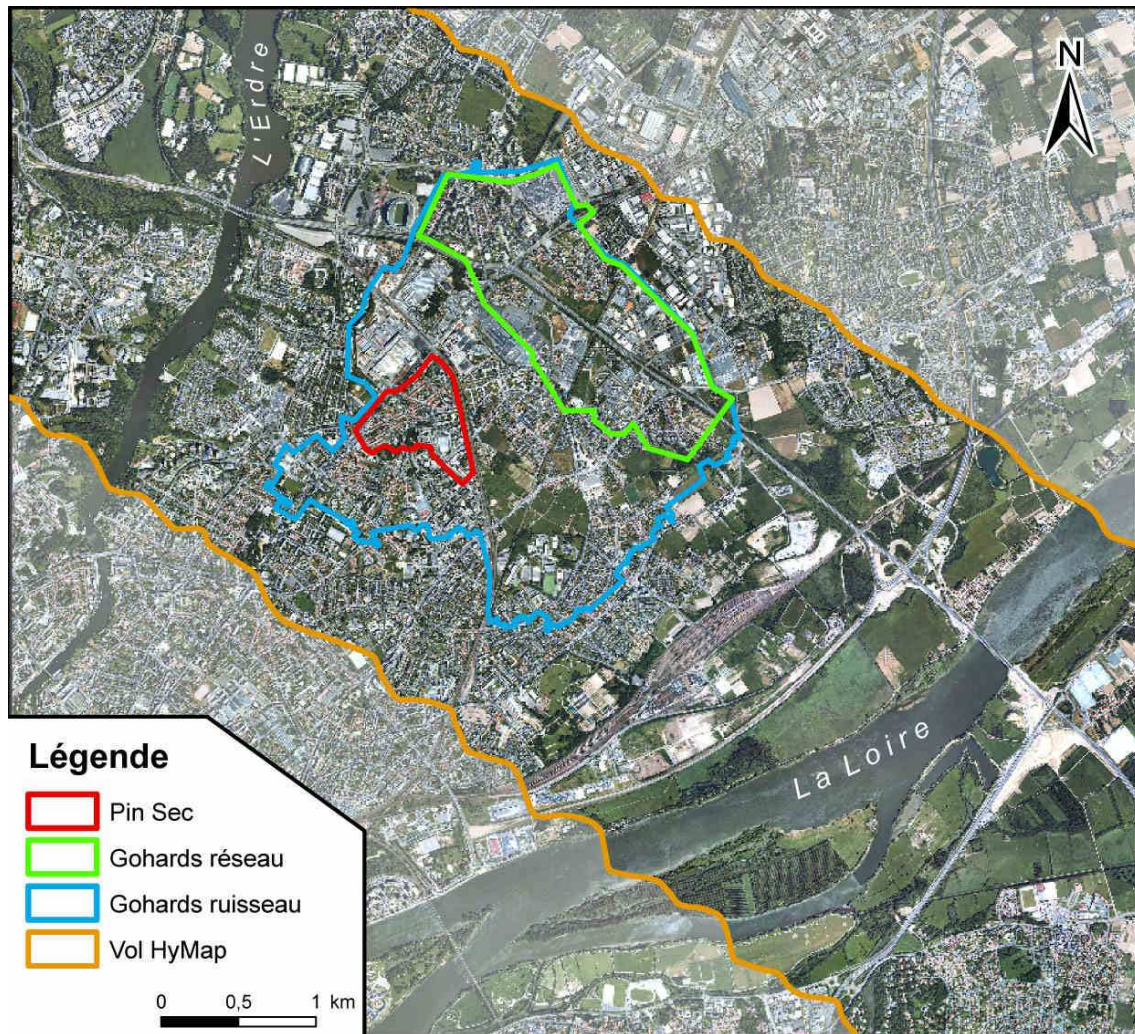 L'Erdre
N
La Loire
Légende
Pin Sec
Gohards réseau
Gohards ruisseau
Vol HyMap
0 0,5 1 km